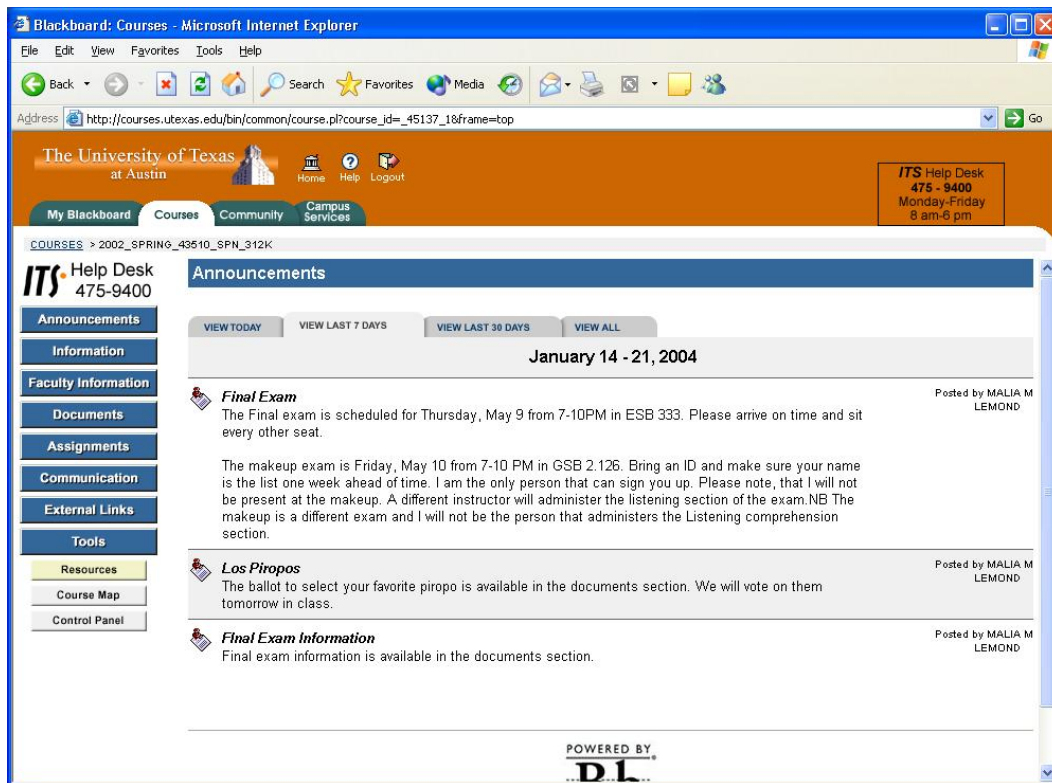 Blackboard: Courses - Microsoft Internet Explorer
File Edit View Favorites Tools Help
Back Search Favorites Media
Address http://courses.utexas.edu/bin/common/course.pl?course_id=_45137_1&frame=top Go
The University of Texas
at Austin
Home Help Logout
ITS Help Desk
475 - 9400
Monday-Friday
8 am-6 pm
My Blackboard Courses Community Campus Services
COURSES > 2002_SPRING_43510_SPN_312K
ITS Help Desk
475-9400
Announcements
Information
Faculty Information
Documents
Assignments
Communication
External Links
Tools
Resources
Course Map
Control Panel
Announcements
VIEW TODAY VIEW LAST 7 DAYS VIEW LAST 30 DAYS VIEW ALL
January 14 - 21, 2004
Final Exam
Posted by MALIA M
LEMOND
The Final exam is scheduled for Thursday, May 9 from 7-10PM in ESB 333. Please arrive on time and sit
every other seat.
The makeup exam is Friday, May 10 from 7-10 PM in GSB 2.126. Bring an ID and make sure your name
is the list one week ahead of time. I am the only person that can sign you up. Please note, that I will not
be present at the makeup. A different instructor will administer the listening section of the exam.NB The
makeup is a different exam and I will not be the person that administers the Listening comprehension
section.
Los Piropos
Posted by MALIA M
LEMOND
The ballot to select your favorite piropo is available in the documents section. We will vote on them
tomorrow in class.
FInal Exam Information
Posted by MALIA M
LEMOND
Final exam information is available in the documents section.
POWERED BY
Bb